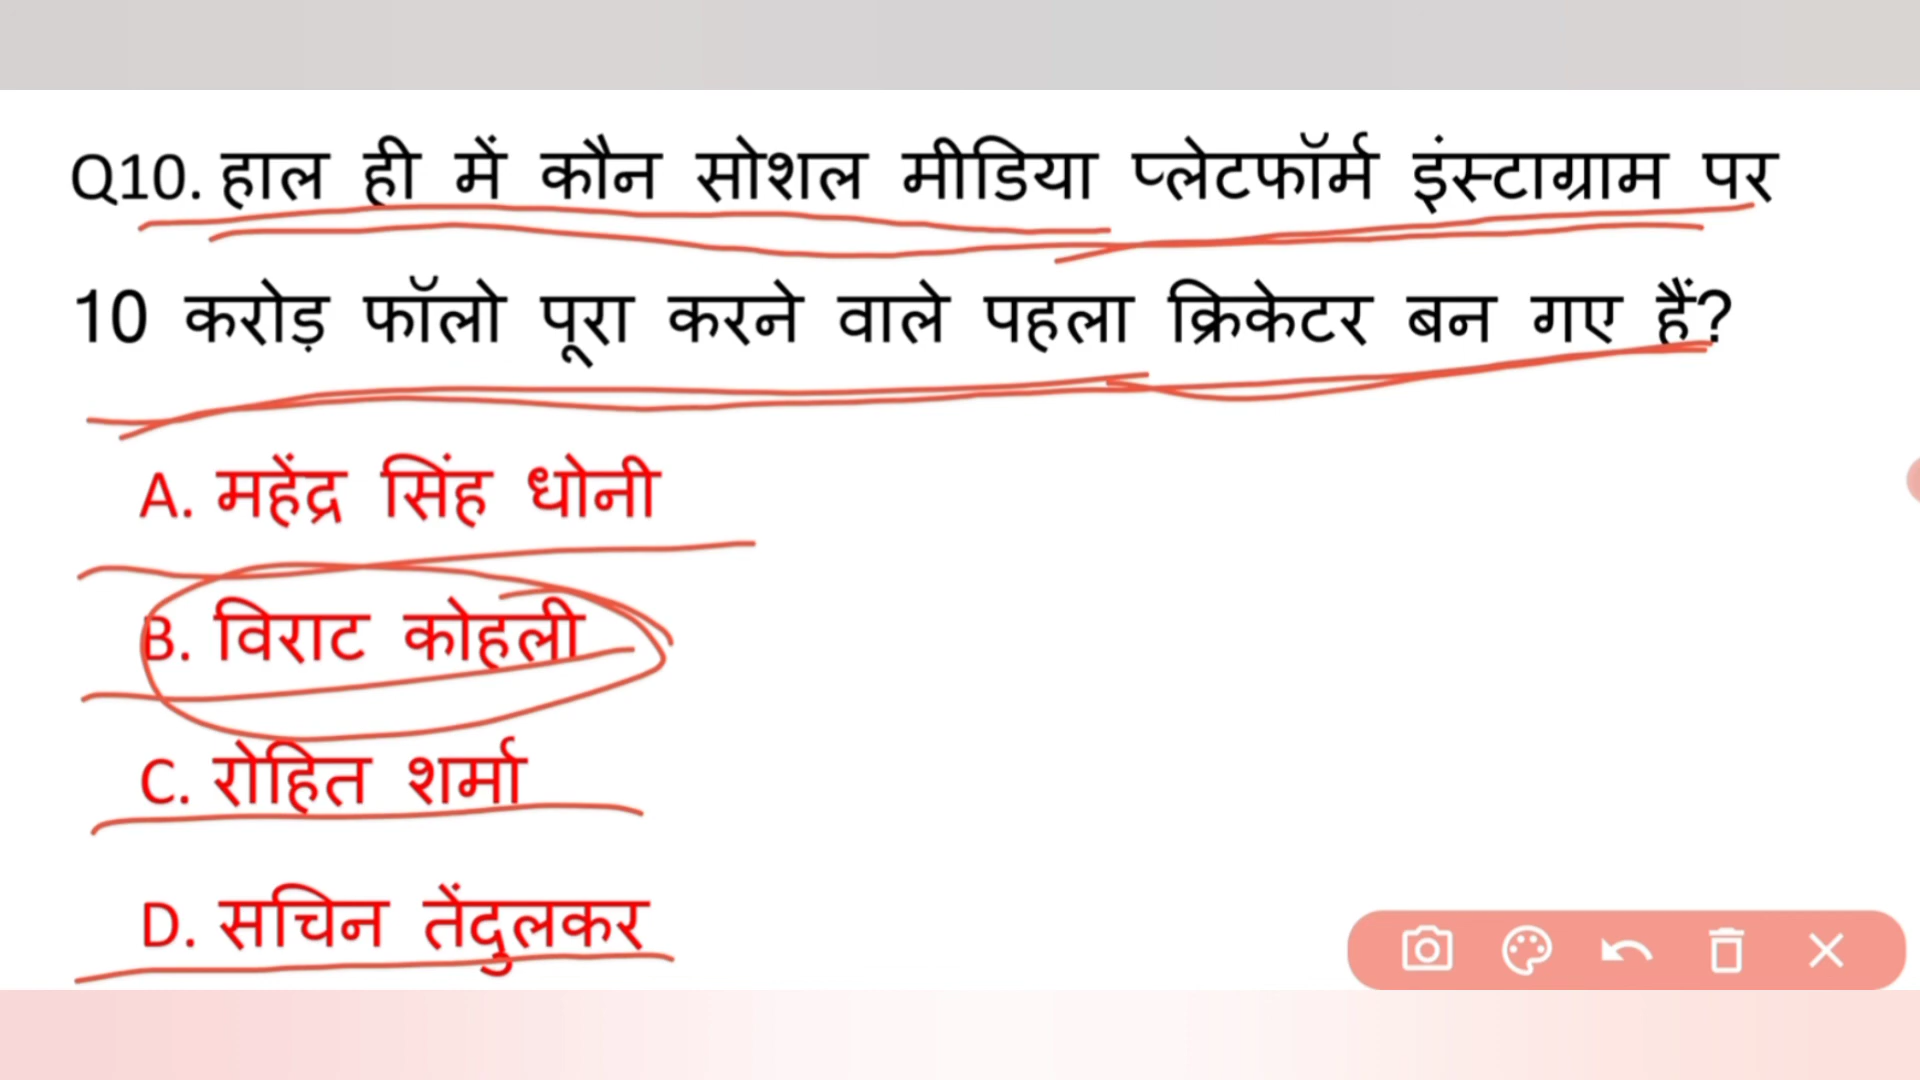 Q10. हाल ही में कौन सोशल मीडिया प्लेटफॉर्म इंस्टाग्राम पर
10 करोड़ फॉलो पूरा करने वाले पहला क्रिकेटर बन गए हैं?
A. महेंद्र सिंह धोनी
B. विराट कोहली
C. रोहित शर्मा
D. सचिन तेंदुलकर